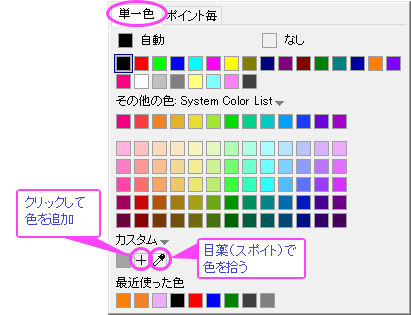 単一色 ポイント毎
自動 なし
その他の色: System Color List
クリックして
色を追加
カスタム
目薬(スポイト)で
色を拾う
最近使った色